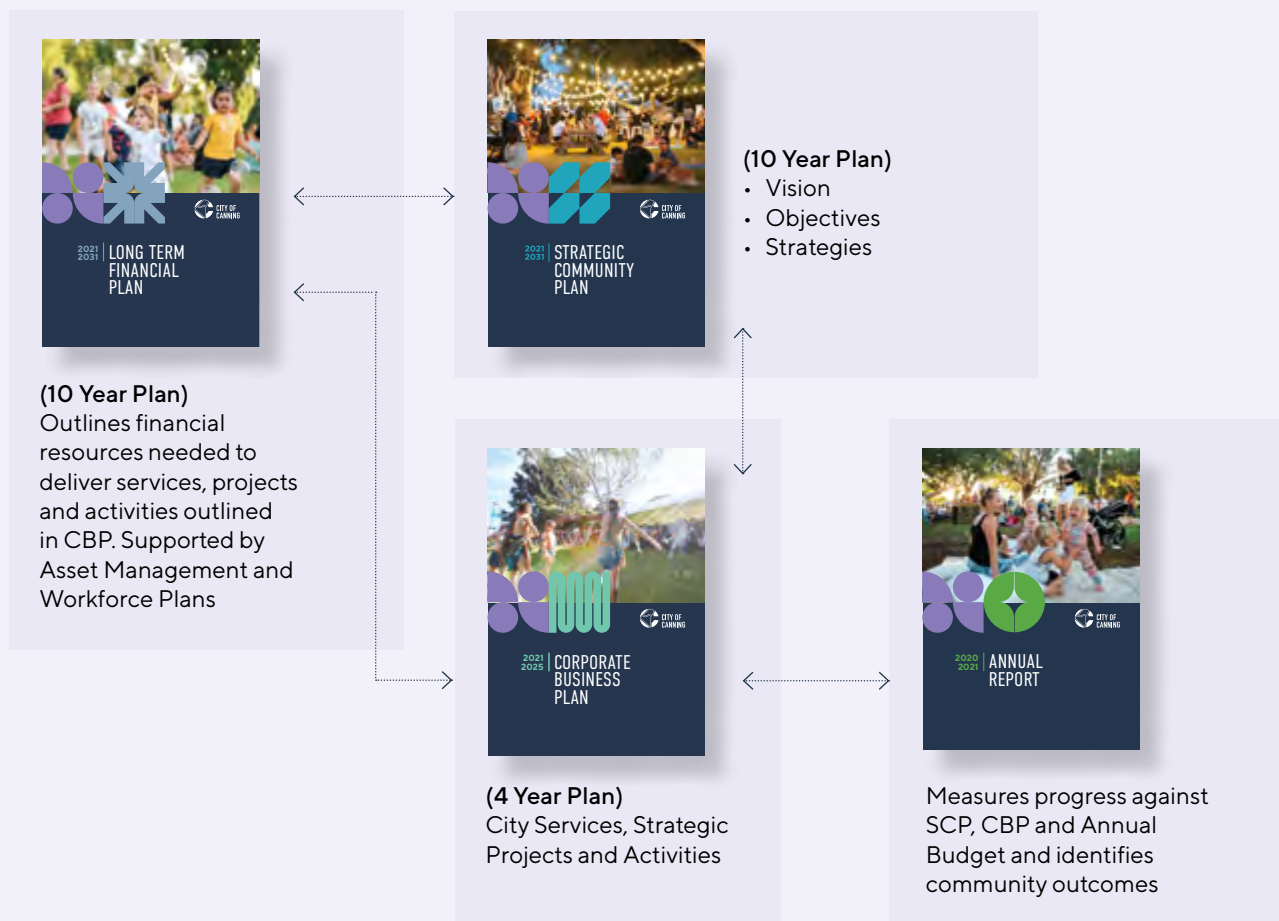 CITY OF
CANNING
2021
2031
LONG TERM
FINANCIAL
PLAN
(10 Year Plan)
Outlines financial
resources needed to
deliver services, projects
and activities outlined
in CBP. Supported by
Asset Management and
Workforce Plans
CITY OF
CANNING
2021
2031
STRATEGIC
COMMUNITY
PLAN
(10 Year Plan)
• Vision
• Objectives
• Strategies
CITY OF
CANNING
2021
2025
CORPORATE
BUSINESS
PLAN
(4 Year Plan)
City Services, Strategic
Projects and Activities
CITY OF
CANNING
2020
2021
ANNUAL
REPORT
Measures progress against
SCP, CBP and Annual
Budget and identifies
community outcomes